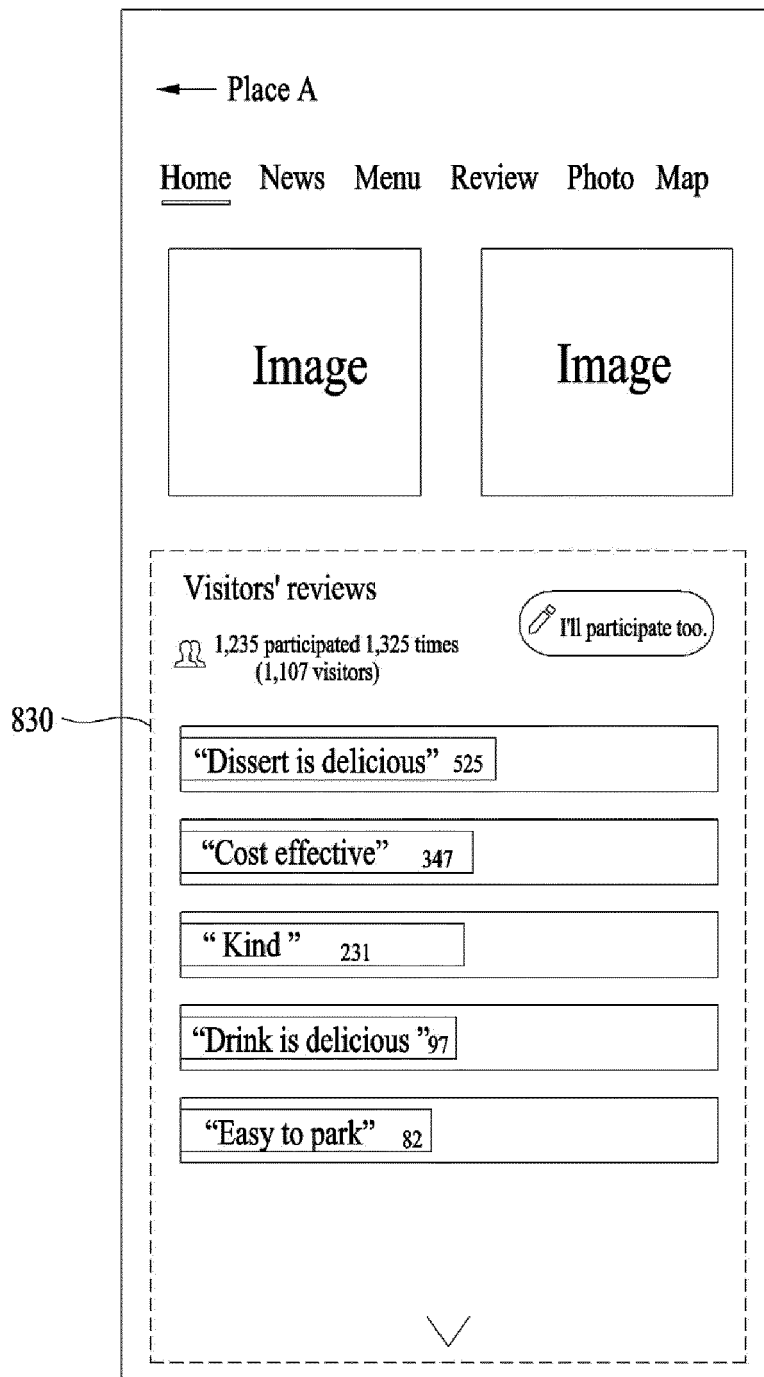 Place A
Home News Menu Review Photo Map
Image Image
Visitors' reviews
1,235 participated 1,325 times
(1,107 visitors)
I'll participate too.
830
“Dissert is delicious” 525
“Cost effective” 347
“ Kind ” 231
“Drink is delicious ” 97
“Easy to park” 82